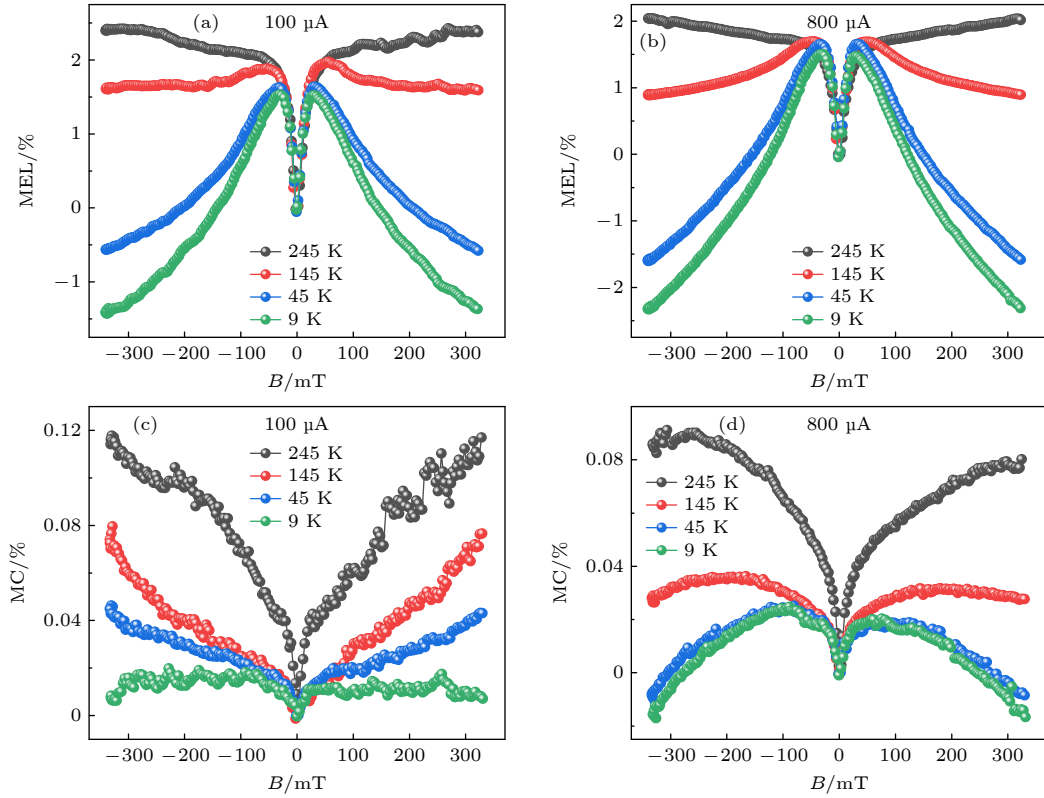 (a)
100 μA
MEL/%
2
1
0
−1
245 K
145 K
45 K
9 K
−300
−200
−100
0
100
200
300
B/mT
(b)
800 μA
MEL/%
2
1
0
−1
−2
245 K
145 K
45 K
9 K
−300
−200
−100
0
100
200
300
B/mT
(c)
100 μA
MC/%
0.12
0.08
0.04
0
245 K
145 K
45 K
9 K
−300
−200
−100
0
100
200
300
B/mT
(d)
800 μA
MC/%
0.08
0.04
0
245 K
145 K
45 K
9 K
−300
−200
−100
0
100
200
300
B/mT